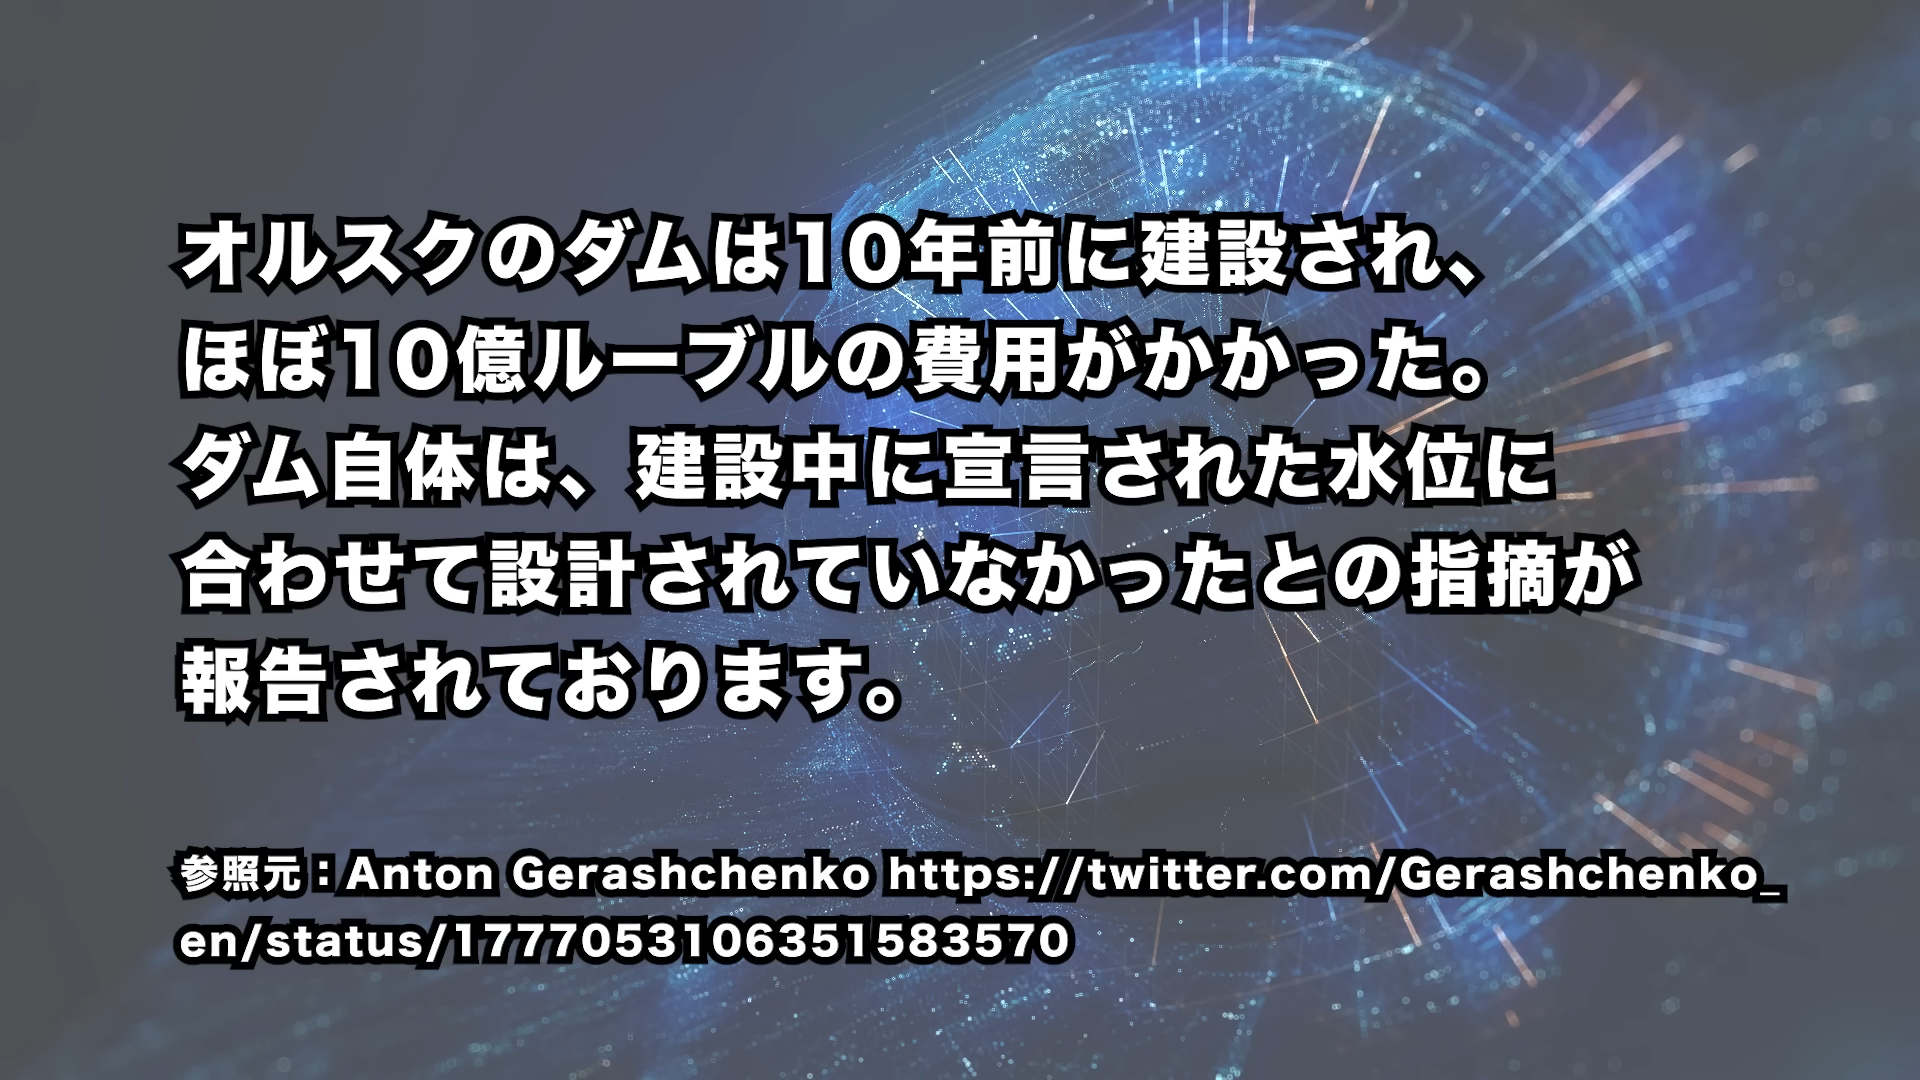 オルスクのダムは10年前に建設され、
ほぼ10億ルーブルの費用がかかった。
ダム自体は、建設中に宣言された水位に
合わせて設計されていなかったとの指摘が
報告されております。
参照元：Anton Gerashchenko https://twitter.com/Gerashchenko_
en/status/1777053106351583570